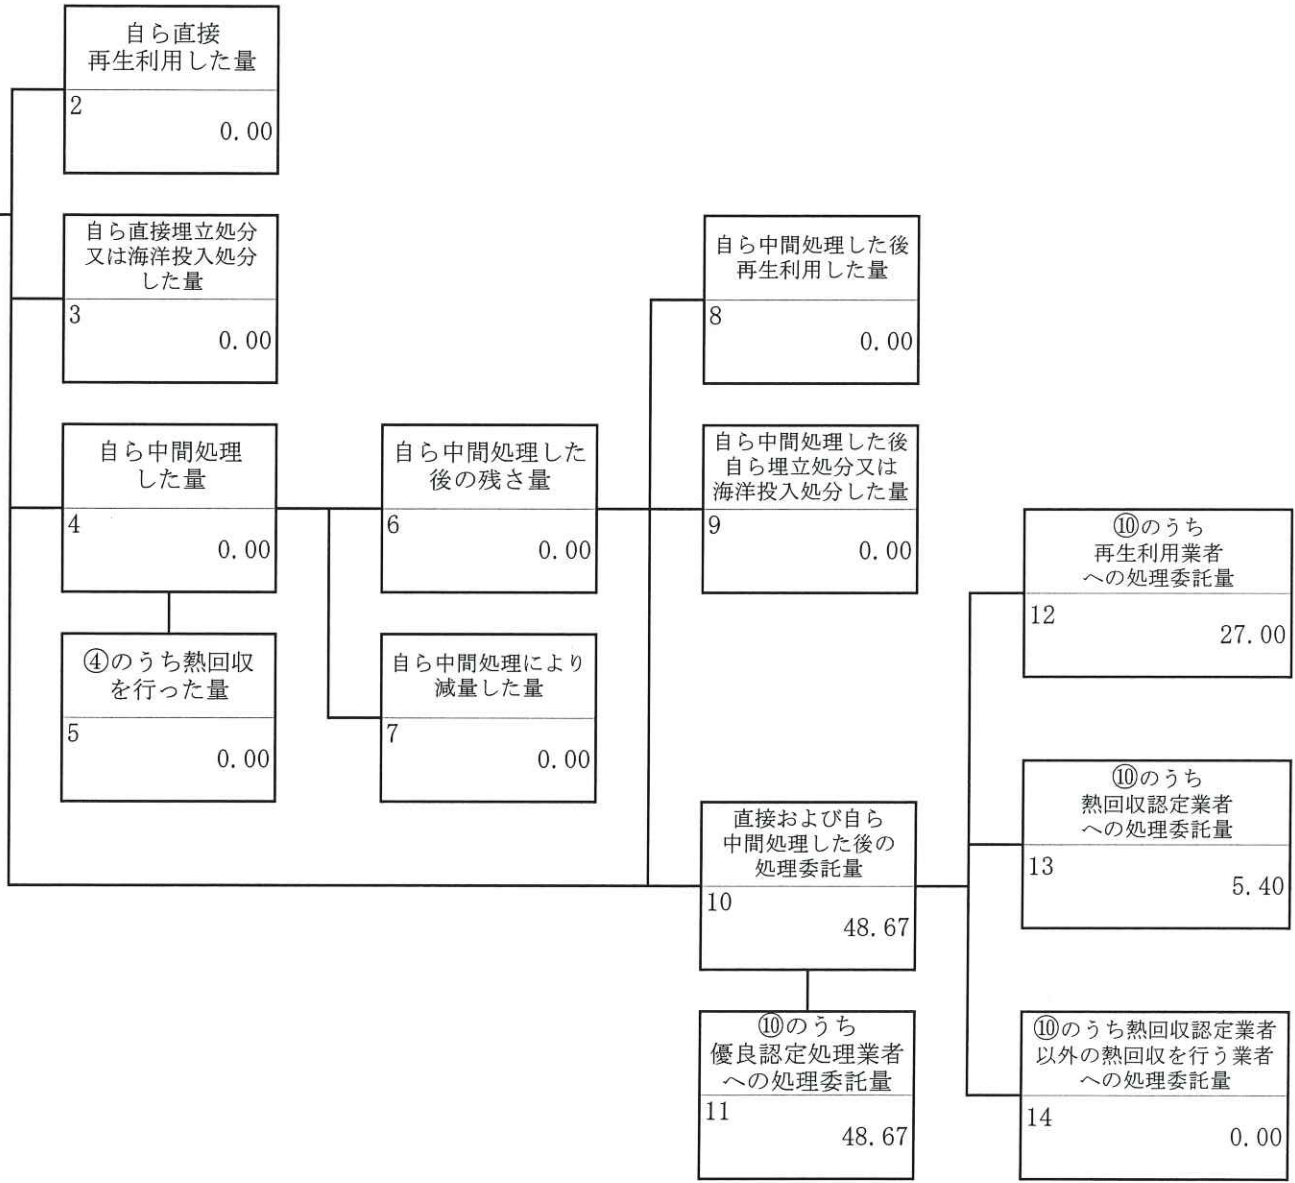 自ら直接
再生利用した量
2
0.00
自ら直接埋立処分
又は海洋投入処分
した量
3
0.00
自ら中間処理
した量
4
0.00
④のうち熱回収
を行った量
5
0.00
自ら中間処理した
後の残さ量
6
0.00
自ら中間処理により
減量した量
7
0.00
自ら中間処理した後
再生利用した量
8
0.00
自ら中間処理した後
自ら埋立処分又は
海洋投入処分した量
9
0.00
直接および自ら
中間処理した後の
処理委託量
10
48.67
⑩のうち
優良認定処理業者
への処理委託量
11
48.67
⑩のうち
再生利用業者
への処理委託量
12
27.00
⑩のうち
熱回収認定業者
への処理委託量
13
5.40
⑩のうち熱回収認定業者
以外の熱回収を行う業者
への処理委託量
14
0.00